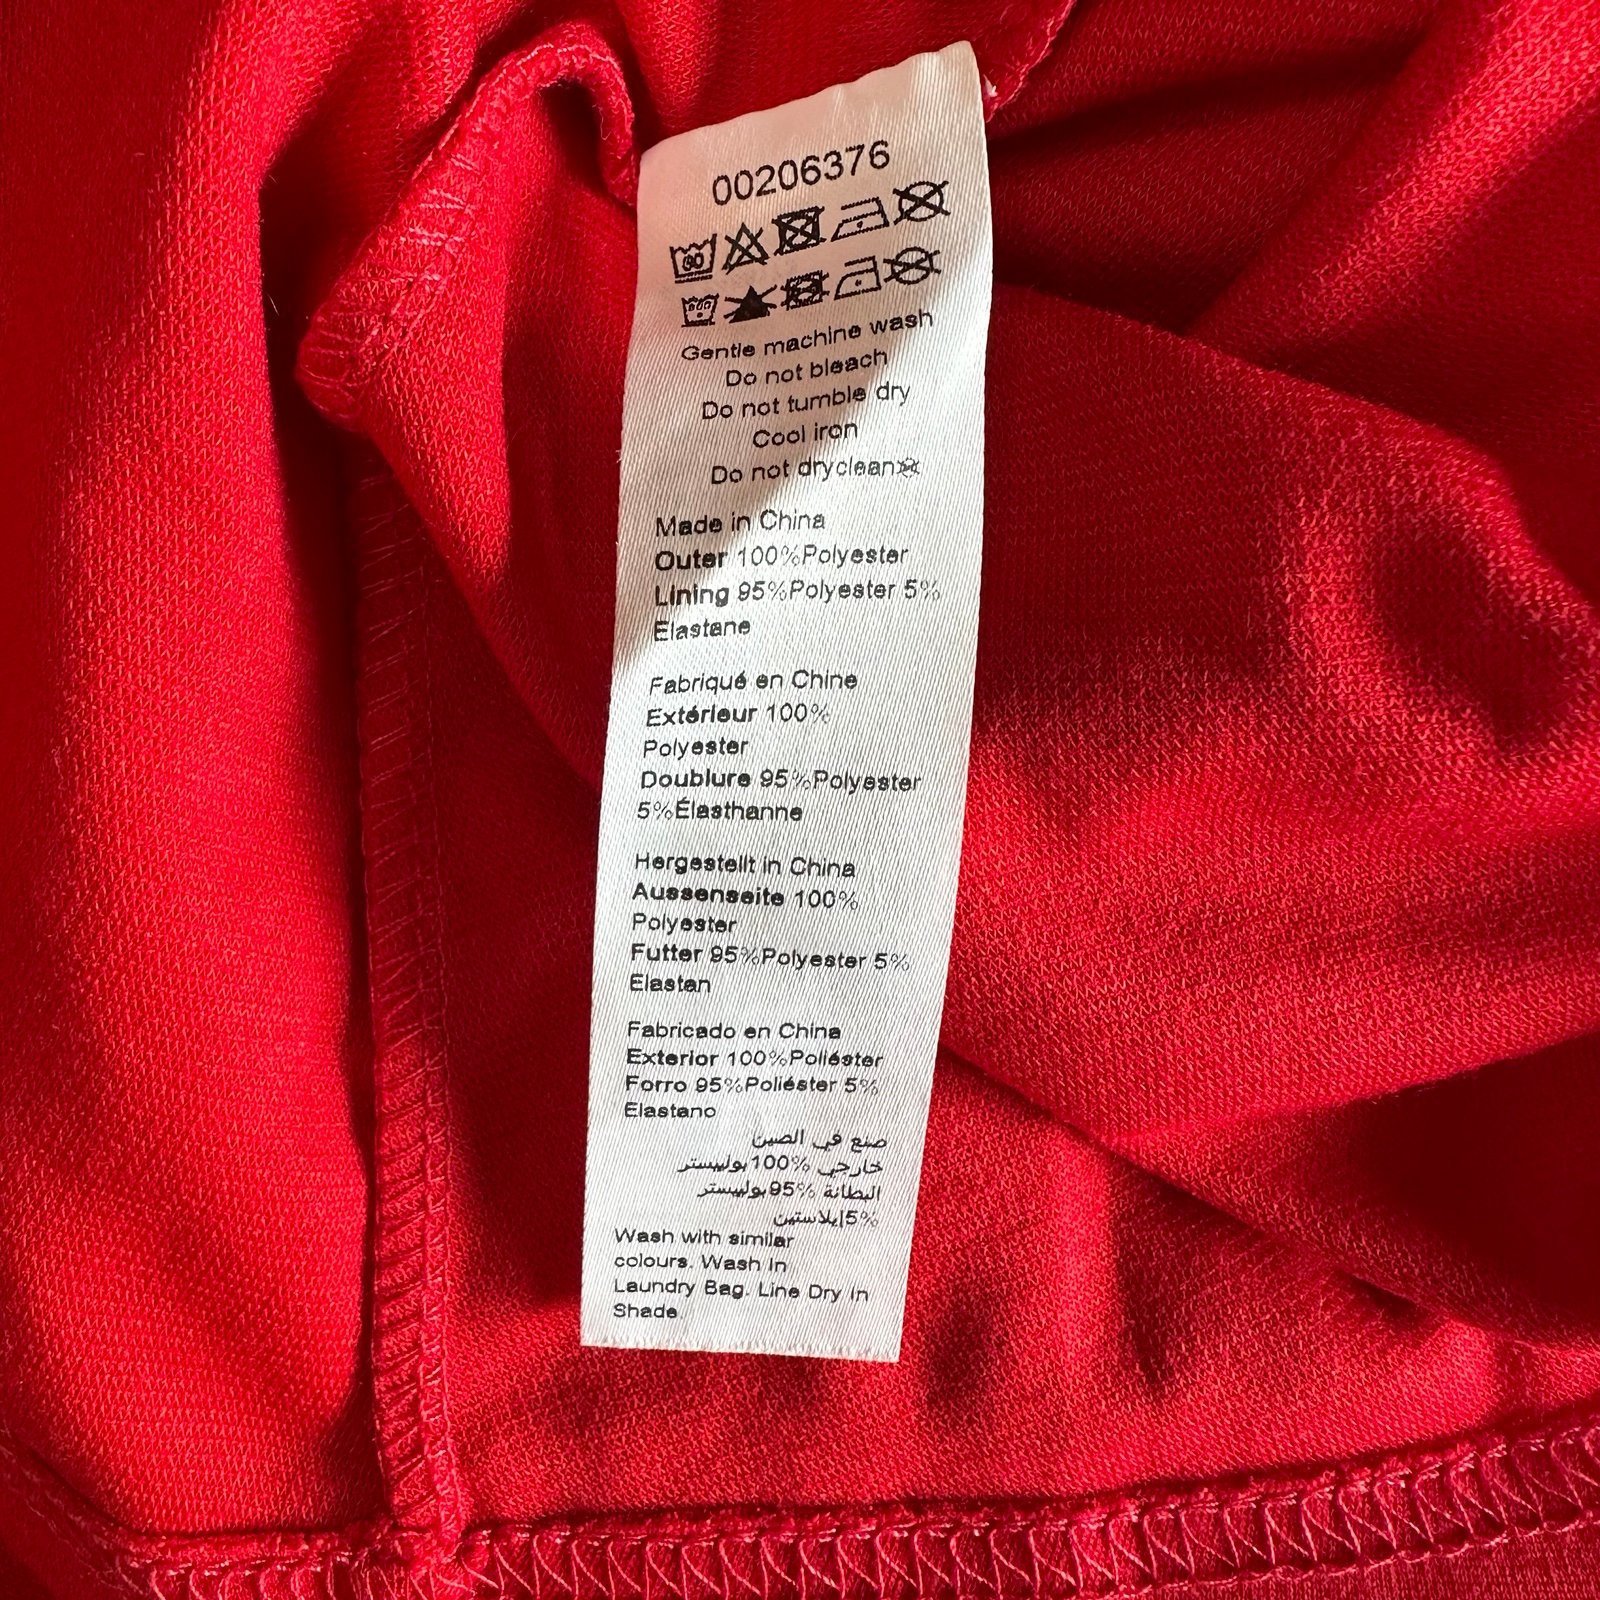 00206376
Gentle machine wash
Do not bleach
Do not tumble dry
Cool iron
Do not dryclean
Made in China
Outer 100%Polyester
Lining 95%Polyester 5%
Elastane
Fabriqué en Chine
Extérieur 100%
Polyester
Doublure 95%Polyester
5%Élasthanne
Hergestellt in China
Aussenseite 100%
Polyester
Futter 95%Polyester 5%
Elastan
Fabricado en China
Exterior 100%Poliéster
Forro 95%Poliéster 5%
Elastano
صنع في الصين
خارجي 100%بوليستر
البطانة 95%بوليستر
5%إيلاستين
Wash with similar
colours. Wash In
Laundry Bag. Line Dry in
Shade.